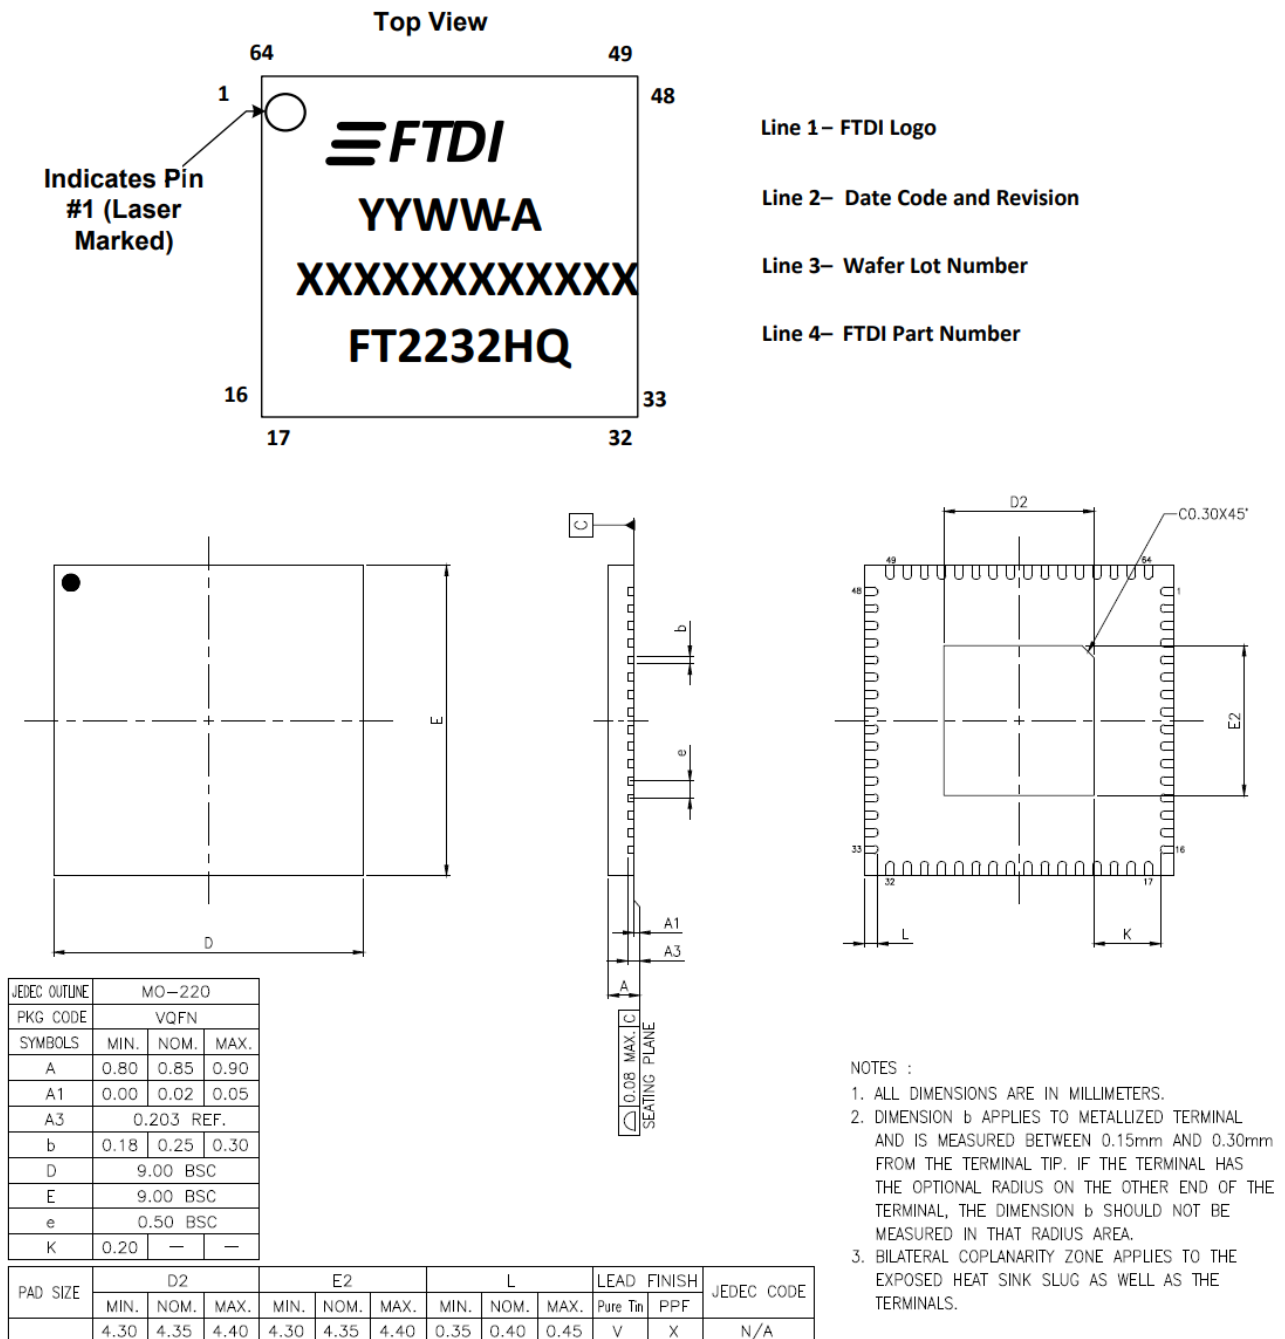 Top View
64
49
1
48
Indicates Pin
#1 (Laser
Marked)
FTDI
YYWW-A
XXXXXXXXXXXX
FT2232HQ
16
33
17
32
Line 1– FTDI Logo
Line 2– Date Code and Revision
Line 3– Wafer Lot Number
Line 4– FTDI Part Number
E
D
C
b
e
A1
A3
A
0.08 MAX. C
SEATING PLANE
D2
C0.30X45°
49
64
48
1
E2
33
16
32
17
L
K
JEDEC OUTLINE MO-220
PKG CODE VQFN
SYMBOLS MIN. NOM. MAX.
A 0.80 0.85 0.90
A1 0.00 0.02 0.05
A3 0.203 REF.
b 0.18 0.25 0.30
D 9.00 BSC
E 9.00 BSC
e 0.50 BSC
K 0.20 — —
PAD SIZE D2 E2 L LEAD FINISH JEDEC CODE
MIN. NOM. MAX. MIN. NOM. MAX. MIN. NOM. MAX. Pure Tin PPF
4.30 4.35 4.40 4.30 4.35 4.40 0.35 0.40 0.45 V X N/A
NOTES :
1. ALL DIMENSIONS ARE IN MILLIMETERS.
2. DIMENSION b APPLIES TO METALLIZED TERMINAL
AND IS MEASURED BETWEEN 0.15mm AND 0.30mm
FROM THE TERMINAL TIP. IF THE TERMINAL HAS
THE OPTIONAL RADIUS ON THE OTHER END OF THE
TERMINAL, THE DIMENSION b SHOULD NOT BE
MEASURED IN THAT RADIUS AREA.
3. BILATERAL COPLANARITY ZONE APPLIES TO THE
EXPOSED HEAT SINK SLUG AS WELL AS THE
TERMINALS.